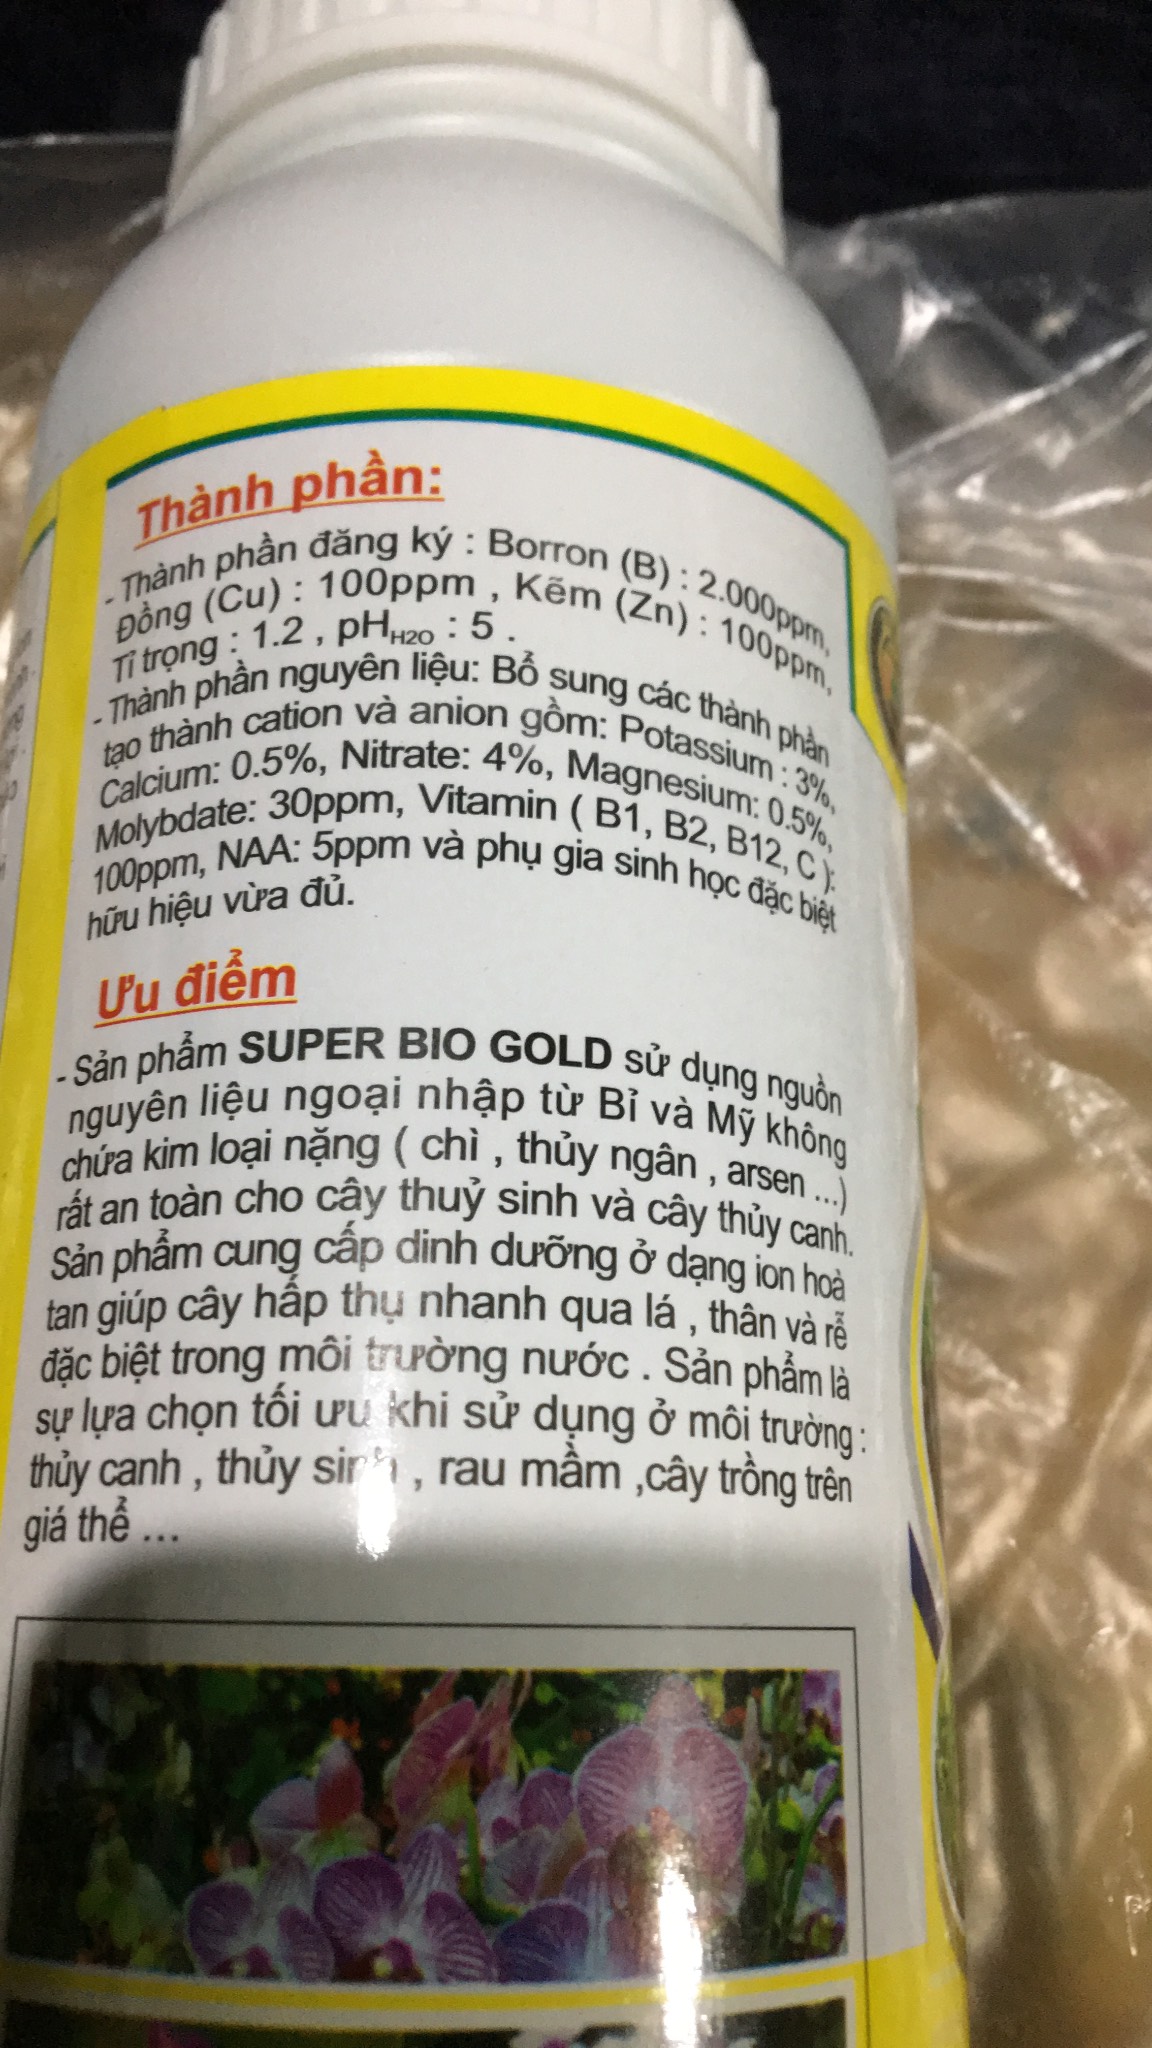 Thành phần:
- Thành phần đăng ký : Borron (B) : 2.000ppm,
Đồng (Cu) : 100ppm , Kẽm (Zn) : 100ppm,
Tỉ trọng : 1.2 , pHH2O : 5 .
- Thành phần nguyên liệu: Bổ sung các thành phần
tạo thành cation và anion gồm: Potassium : 3%,
Calcium: 0.5%, Nitrate: 4%, Magnesium: 0.5%,
Molybdate: 30ppm, Vitamin ( B1, B2, B12, C ):
100ppm, NAA: 5ppm và phụ gia sinh học đặc biệt
hữu hiệu vừa đủ.
Ưu điểm
- Sản phẩm SUPER BIO GOLD sử dụng nguồn
nguyên liệu ngoại nhập từ Bỉ và Mỹ không
chứa kim loại nặng ( chì , thủy ngân , arsen ...)
rất an toàn cho cây thuỷ sinh và cây thủy canh.
Sản phẩm cung cấp dinh dưỡng ở dạng ion hoà
tan giúp cây hấp thụ nhanh qua lá , thân và rễ
đặc biệt trong môi trường nước . Sản phẩm là
sự lựa chọn tối ưu khi sử dụng ở môi trường :
thủy canh , thủy sinh , rau mầm ,cây trồng trên
giá thể ...